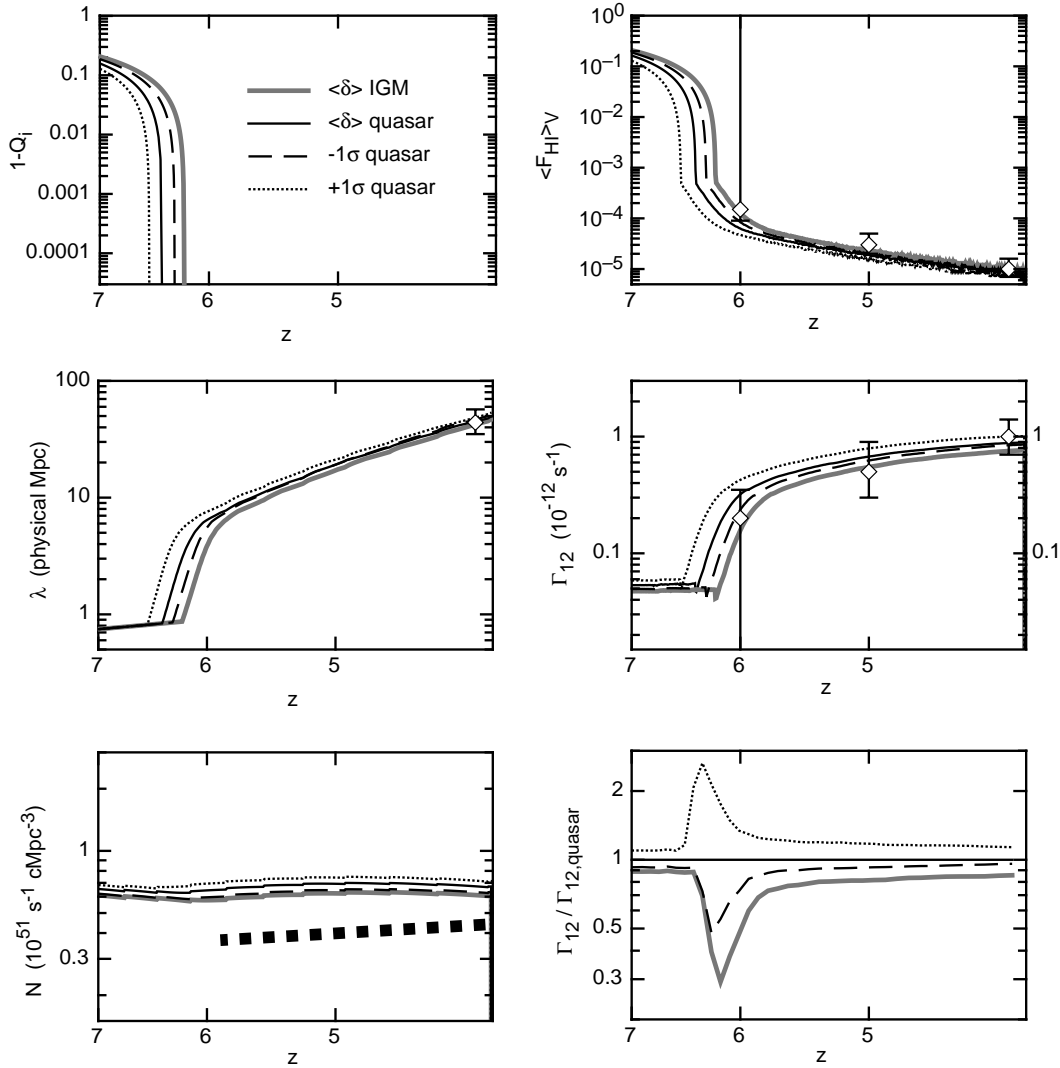 1
0.1
0.01
0.001
0.0001
1-Qi
7
6
5
z
<δ> IGM
<δ> quasar
-1σ quasar
+1σ quasar
10^0
10^-1
10^-2
10^-3
10^-4
10^-5
<F_HI>_V
7
6
5
z
100
10
1
λ (physical Mpc)
7
6
5
z
1
0.1
Γ12 (10^-12 s^-1)
1
0.1
7
6
5
z
1
0.3
N (10^51 s^-1 cMpc^-3)
7
6
5
z
2
1
0.5
0.3
Γ12 / Γ12,quasar
7
6
5
z